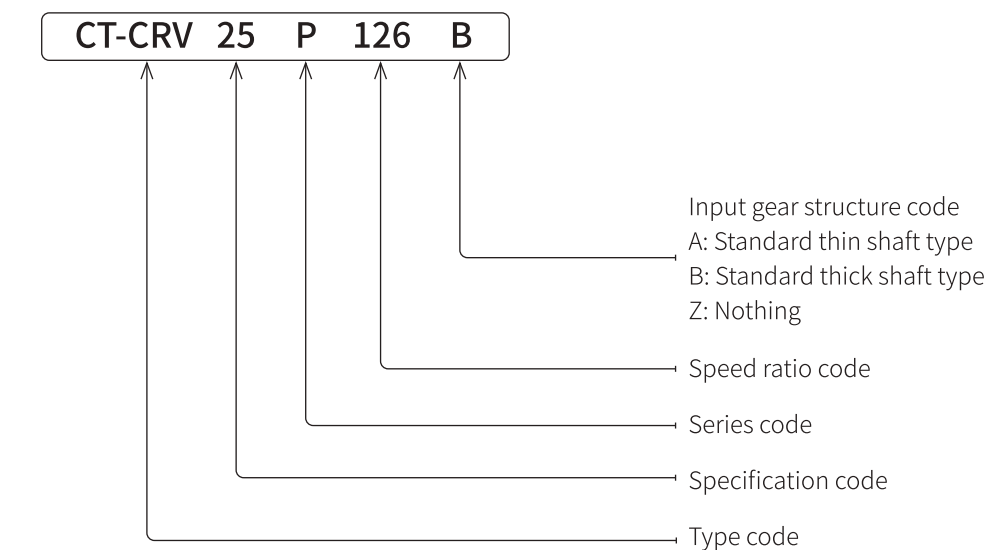 CT-CRV 25 P 126 B
Input gear structure code
A: Standard thin shaft type
B: Standard thick shaft type
Z: Nothing
Speed ratio code
Series code
Specification code
Type code